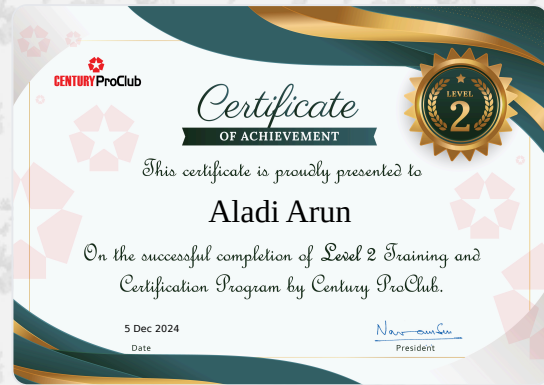 CENTURYProClub
LEVEL
2
Certificate
OF ACHIEVEMENT
This certificate is proudly presented to
Aladi Arun
On the successful completion of Level 2 Training and
Certification Program by Century ProClub.
5 Dec 2024
Date
President